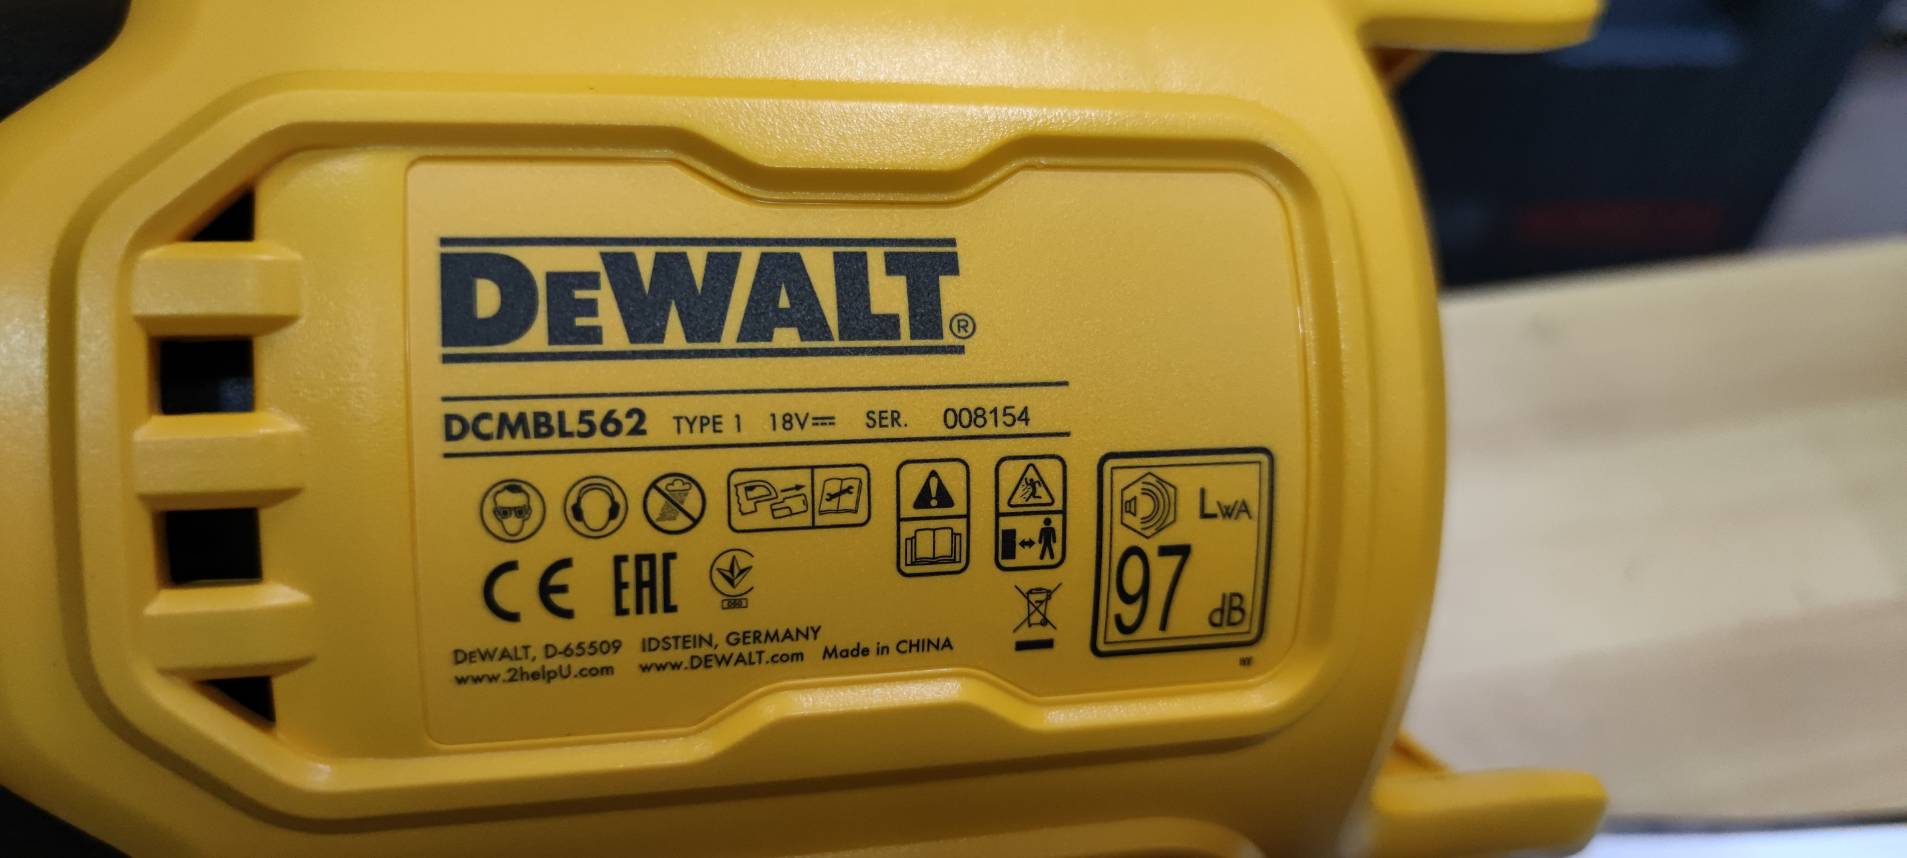 DEWALT®
DCMBL562 TYPE 1 18V SER. 008154
LWA
97 dB
CE EAC
DEWALT, D-65509 IDSTEIN, GERMANY
www.2helpU.com www.DEWALT.com Made in CHINA